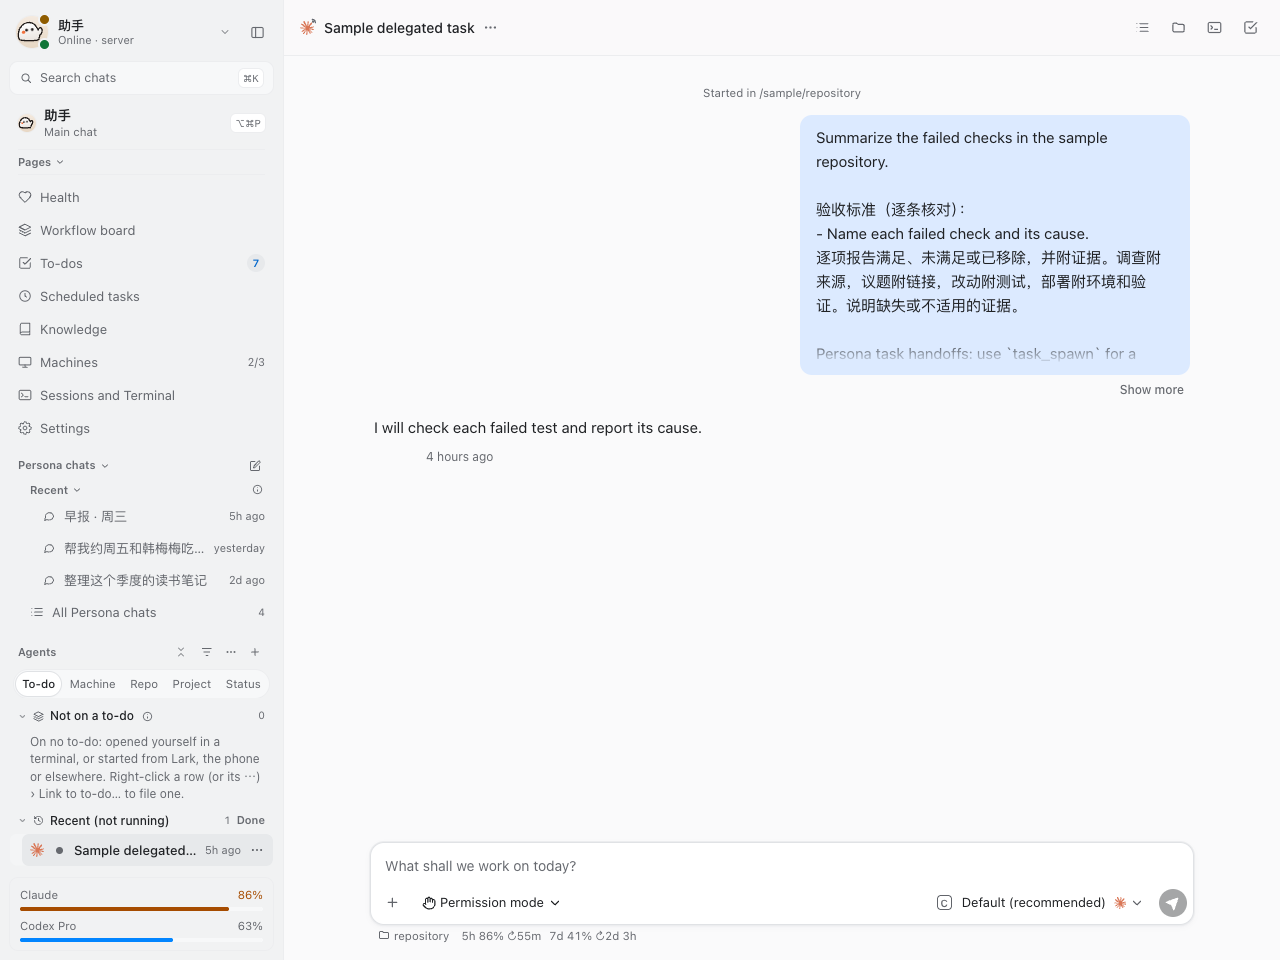 助手
Online · server
Search chats
⌘K
助手
Main chat
⌥⌘P
Pages
Health
Workflow board
To-dos
7
Scheduled tasks
Knowledge
Machines
2/3
Sessions and Terminal
Settings
Persona chats
Recent
早报 · 周三
5h ago
帮我约周五和韩梅梅吃...
yesterday
整理这个季度的读书笔记
2d ago
All Persona chats
4
Agents
To-do
Machine
Repo
Project
Status
Not on a to-do
0
On no to-do: opened yourself in a
terminal, or started from Lark, the phone
or elsewhere. Right-click a row (or its ⋯)
› Link to to-do... to file one.
Recent (not running)
1 Done
Sample delegated...
5h ago
Claude
86%
Codex Pro
63%
Sample delegated task
Started in /sample/repository
Summarize the failed checks in the sample
repository.
验收标准（逐条核对）：
- Name each failed check and its cause.
逐项报告满足、未满足或已移除，并附证据。调查附
来源，议题附链接，改动附测试，部署附环境和验
证。说明缺失或不适用的证据。
Persona task handoffs: use `task_spawn` for a
Show more
I will check each failed test and report its cause.
4 hours ago
What shall we work on today?
Permission mode
C
Default (recommended)
repository
5h 86% ↻55m
7d 41% ↻2d 3h